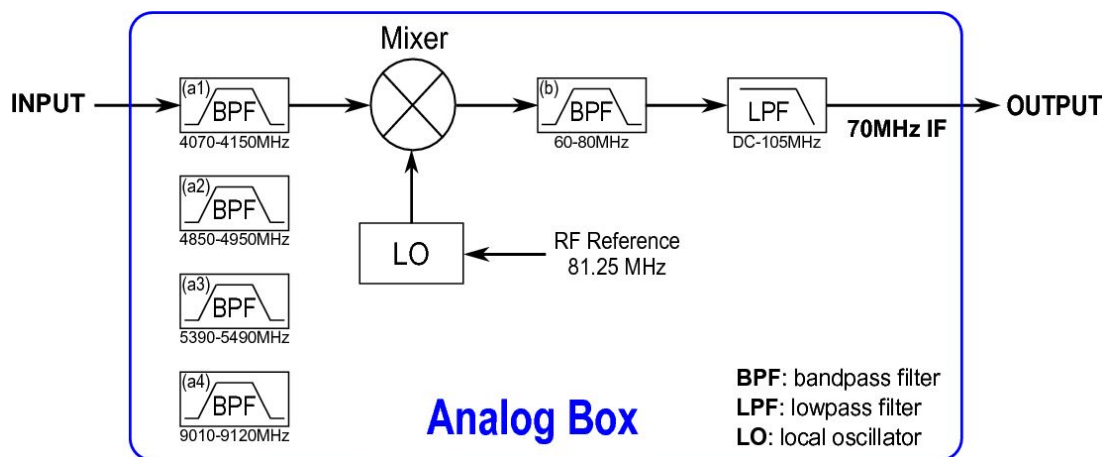 Mixer
INPUT
(a1)
BPF
4070-4150MHz
(b)
BPF
60-80MHz
LPF
DC-105MHz
70MHz IF
OUTPUT
(a2)
BPF
4850-4950MHz
LO
RF Reference
81.25 MHz
(a3)
BPF
5390-5490MHz
(a4)
BPF
9010-9120MHz
Analog Box
BPF: bandpass filter
LPF: lowpass filter
LO: local oscillator